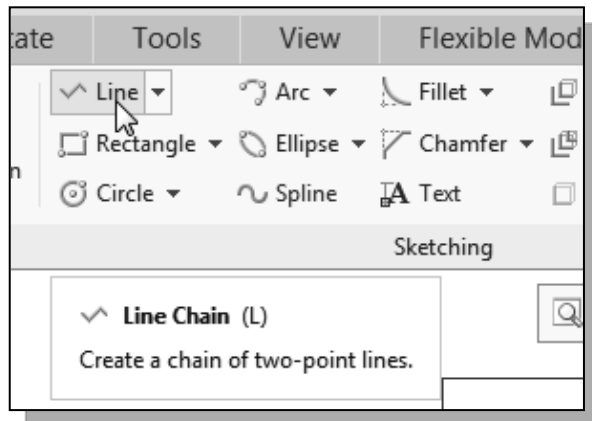 tate Tools View Flexible Mod
Line Arc Fillet
Rectangle Ellipse Chamfer
n
Circle Spline Text
Sketching
Line Chain (L)
Create a chain of two-point lines.